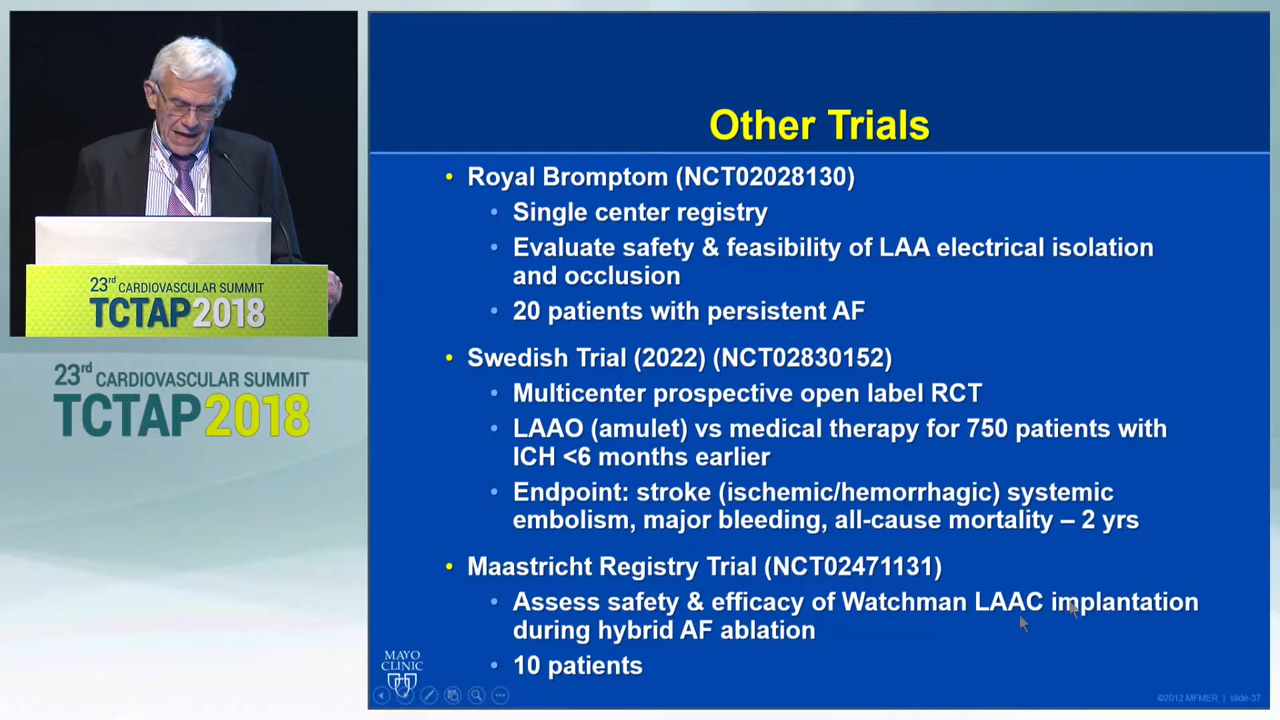 Other Trials
• Royal Bromptom (NCT02028130)
• Single center registry
• Evaluate safety & feasibility of LAA electrical isolation
and occlusion
• 20 patients with persistent AF
• Swedish Trial (2022) (NCT02830152)
• Multicenter prospective open label RCT
• LAAO (amulet) vs medical therapy for 750 patients with
ICH <6 months earlier
• Endpoint: stroke (ischemic/hemorrhagic) systemic
embolism, major bleeding, all-cause mortality – 2 yrs
• Maastricht Registry Trial (NCT02471131)
• Assess safety & efficacy of Watchman LAAC implantation
during hybrid AF ablation
• 10 patients
MAYO
CLINIC
©2012 MFMER | slide-37
23rd CARDIOVASCULAR SUMMIT
TCTAP2018
23rd CARDIOVASCULAR SUMMIT
TCTAP2018